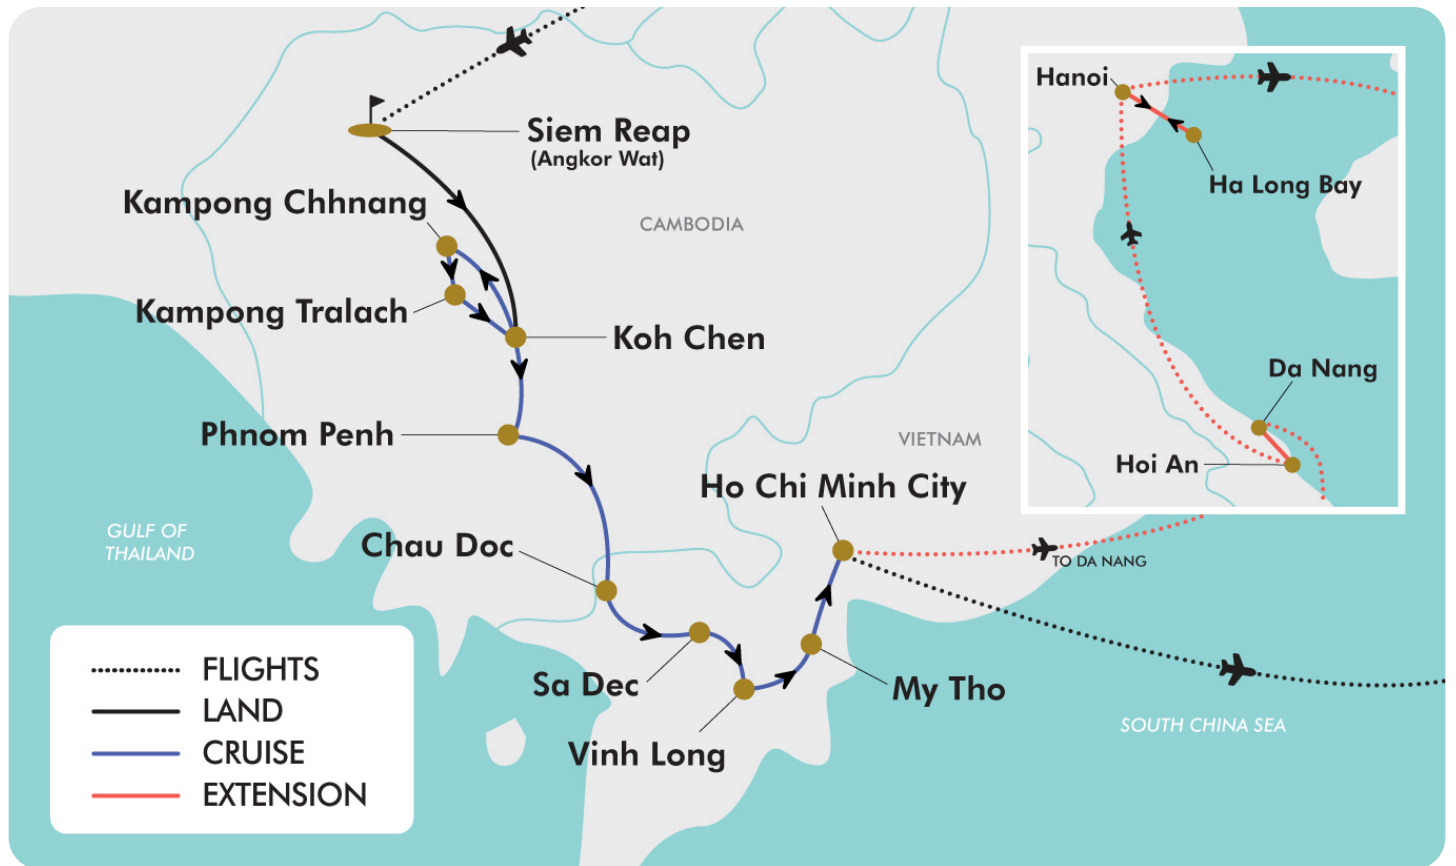 Siem Reap
(Angkor Wat)
Kampong Chhnang
CAMBODIA
Kampong Tralach
Koh Chen
Phnom Penh
VIETNAM
Ho Chi Minh City
GULF OF
THAILAND
Chau Doc
TO DA NANG
Sa Dec
My Tho
Vinh Long
SOUTH CHINA SEA
Hanoi
Ha Long Bay
Da Nang
Hoi An
FLIGHTS
LAND
CRUISE
EXTENSION